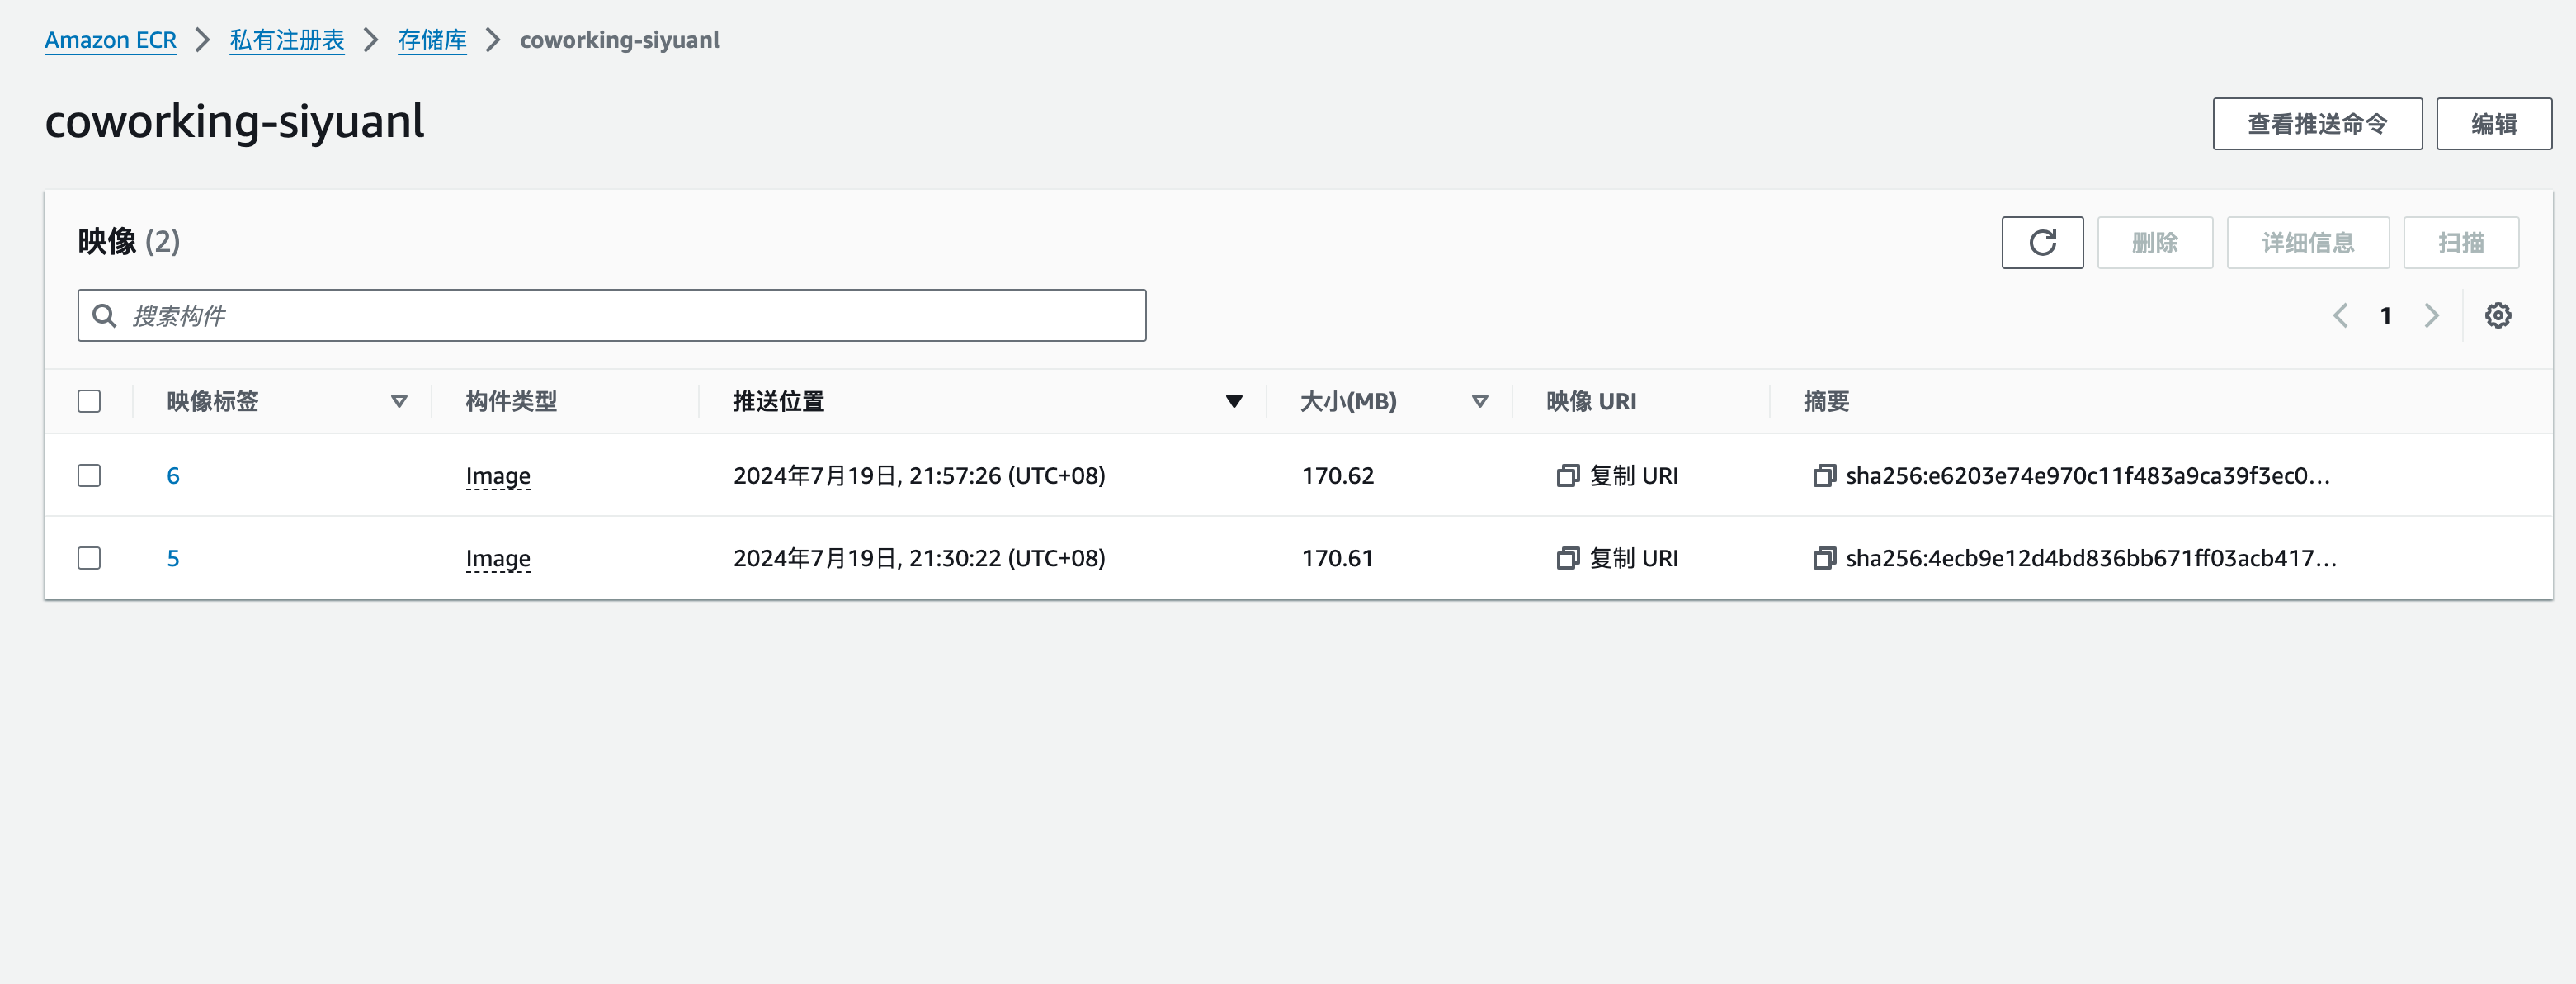 Amazon ECR 私有注册表 存储库 coworking-siyuanl
coworking-siyuanl 查看推送命令 编辑
映像 (2) 删除 详细信息 扫描
搜索构件 1
映像标签 构件类型 推送位置 大小(MB) 映像 URI 摘要
6 Image 2024年7月19日, 21:57:26 (UTC+08) 170.62 复制 URI sha256:e6203e74e970c11f483a9ca39f3ec0...
5 Image 2024年7月19日, 21:30:22 (UTC+08) 170.61 复制 URI sha256:4ecb9e12d4bd836bb671ff03acb417...